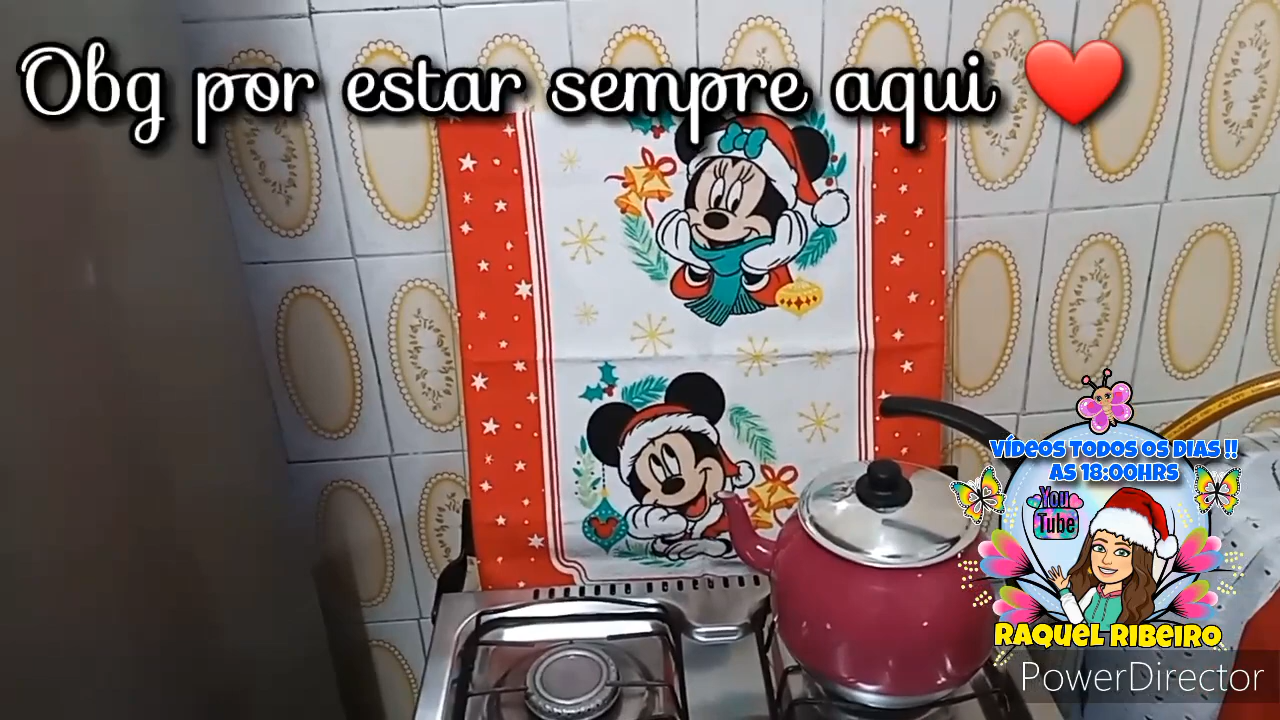 Obg por estar sempre aqui ❤️
VÍDEOS TODOS OS DIAS !!
AS 18:00HRS
You
Tube
RAQUEL RIBEIRO
PowerDirector